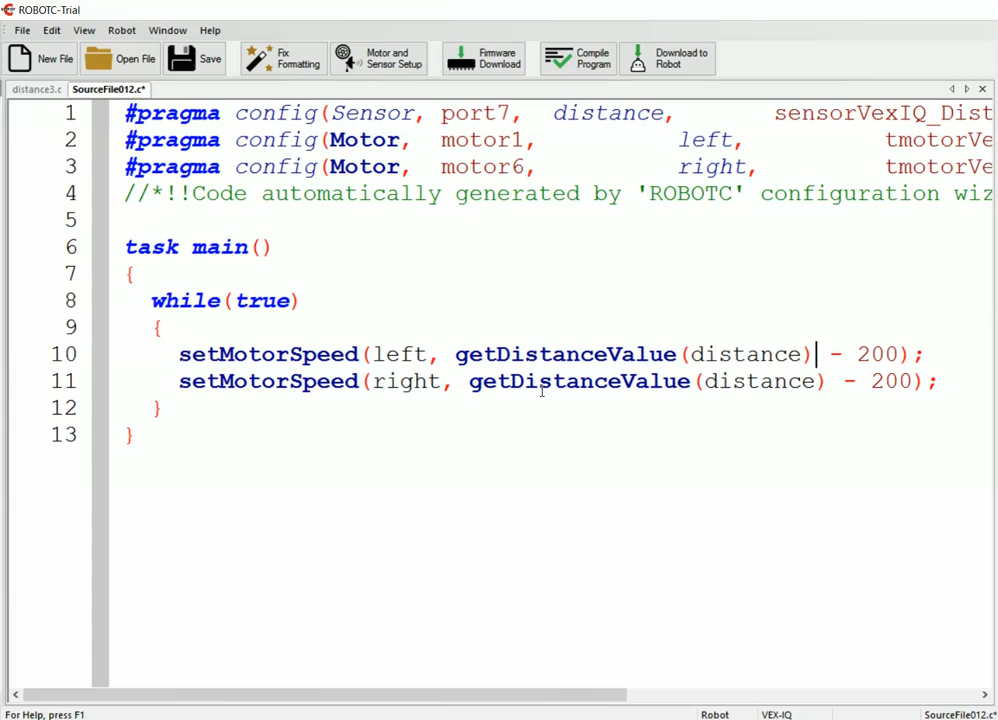 ROBOTC-Trial
File Edit View Robot Window Help
New File Open File Save Fix Formatting Motor and Sensor Setup Firmware Download Compile Program Download to Robot
distance3.c SourceFile012.c*
1 #pragma config(Sensor, port7, distance, sensorVexIQ_Dist
2 #pragma config(Motor, motor1, left, tmotorVe
3 #pragma config(Motor, motor6, right, tmotorVe
4 //*!!Code automatically generated by 'ROBOTC' configuration wiz
5
6 task main()
7 {
8 while(true)
9 {
10 setMotorSpeed(left, getDistanceValue(distance) - 200);
11 setMotorSpeed(right, getDistanceValue(distance) - 200);
12 }
13 }
For Help, press F1 Robot VEX-IQ SourceFile012.c*